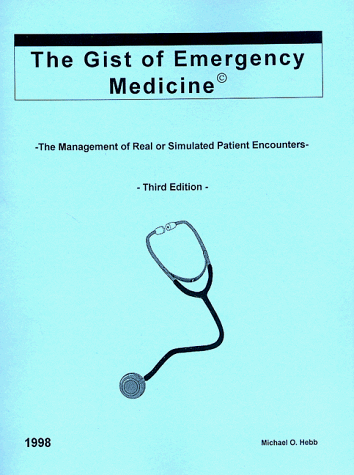 The Gist of Emergency
Medicine©
-The Management of Real or Simulated Patient Encounters-
- Third Edition -
1998
Michael O. Hebb